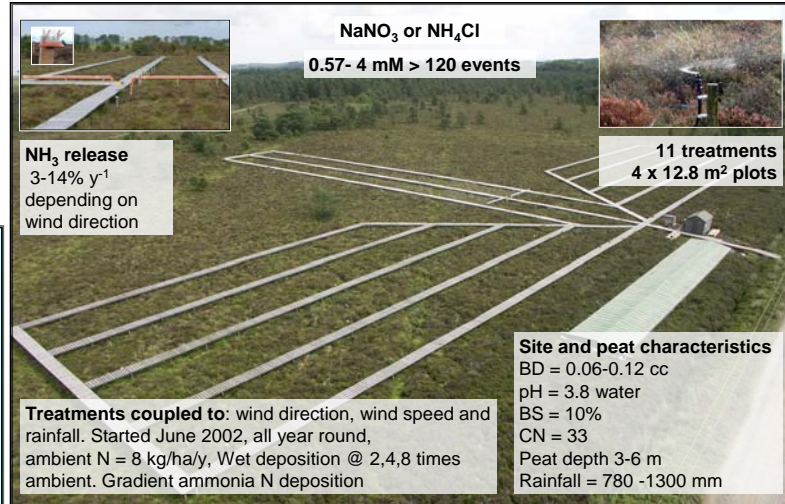 NaNO₃ or NH₄Cl
0.57- 4 mM > 120 events
NH₃ release
3-14% y⁻¹
depending on
wind direction
11 treatments
4 x 12.8 m² plots
Treatments coupled to: wind direction, wind speed and
rainfall. Started June 2002, all year round,
ambient N = 8 kg/ha/y, Wet deposition @ 2,4,8 times
ambient. Gradient ammonia N deposition
Site and peat characteristics
BD = 0.06-0.12 cc
pH = 3.8 water
BS = 10%
CN = 33
Peat depth 3-6 m
Rainfall = 780 -1300 mm